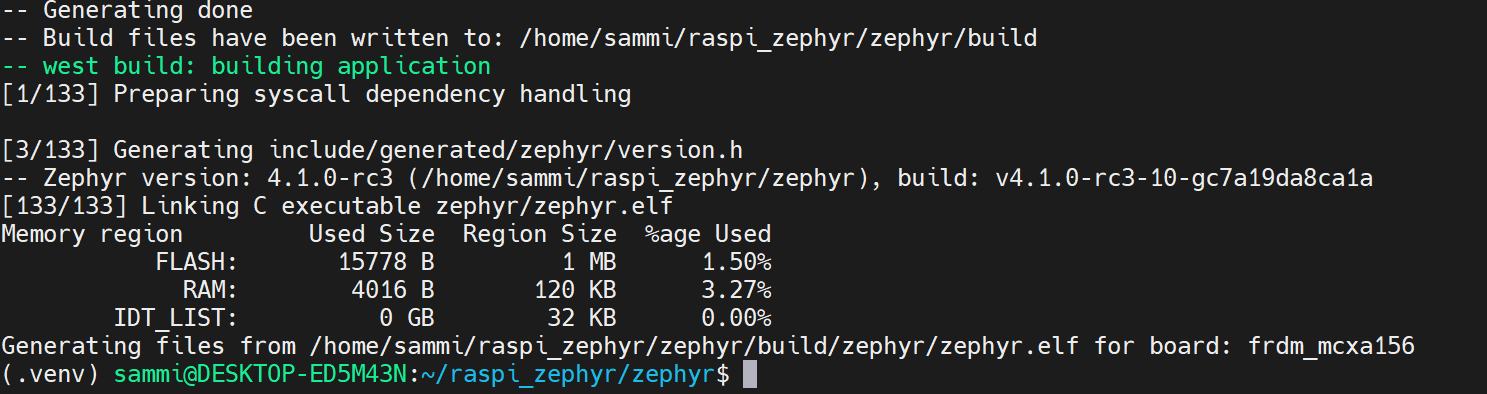 -- Generating done
-- Build files have been written to: /home/sammi/raspi_zephyr/zephyr/build
-- west build: building application
[1/133] Preparing syscall dependency handling
[3/133] Generating include/generated/zephyr/version.h
-- Zephyr version: 4.1.0-rc3 (/home/sammi/raspi_zephyr/zephyr), build: v4.1.0-rc3-10-gc7a19da8ca1a
[133/133] Linking C executable zephyr/zephyr.elf
Memory region         Used Size  Region Size  %age Used
           FLASH:       15778 B         1 MB      1.50%
             RAM:        4016 B       120 KB      3.27%
        IDT_LIST:          0 GB        32 KB      0.00%
Generating files from /home/sammi/raspi_zephyr/zephyr/build/zephyr/zephyr.elf for board: frdm_mcxa156
(.venv) sammi@DESKTOP-ED5M43N:~/raspi_zephyr/zephyr$